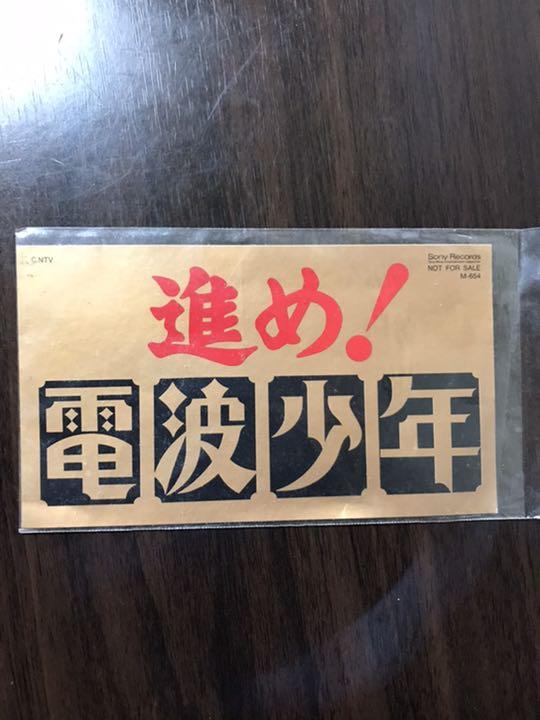 ©NTV
Sony Records
NOT FOR SALE
M-654
進め!
電波少年